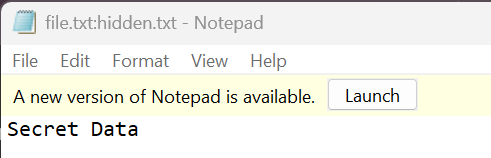 file.txt:hidden.txt - Notepad
File Edit Format View Help
A new version of Notepad is available. Launch
Secret Data